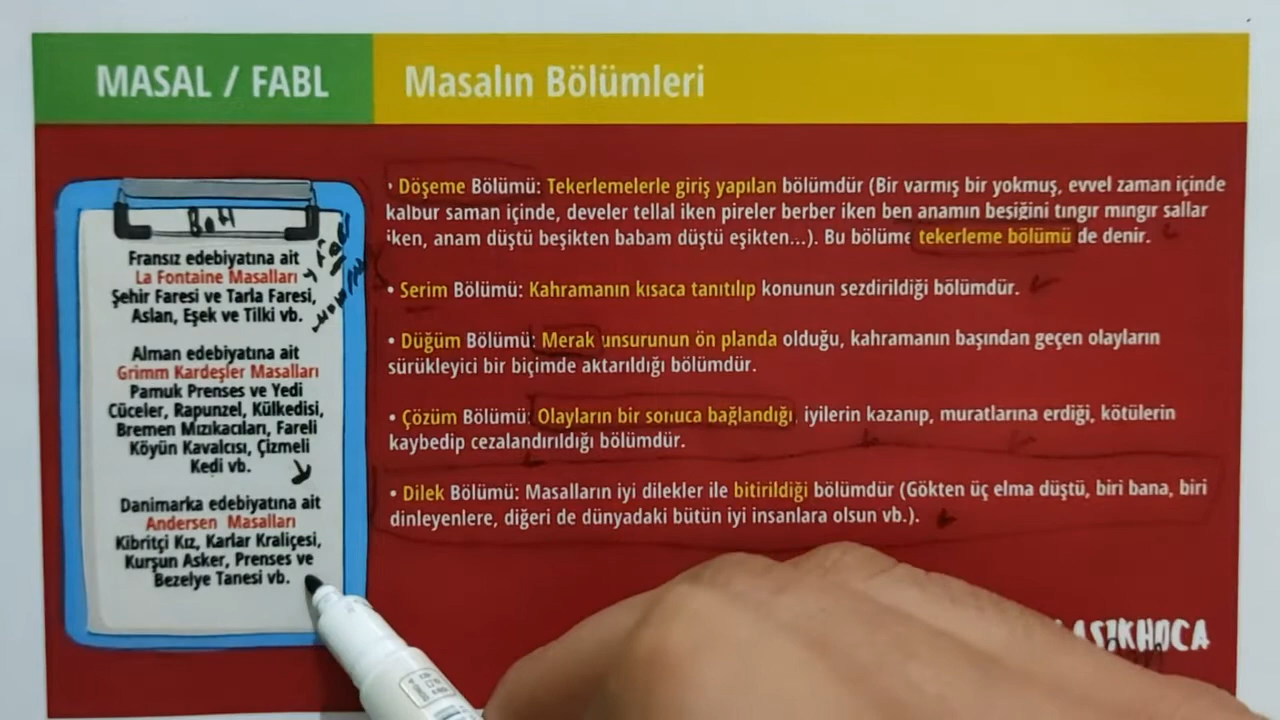 MASAL / FABL
Masalın Bölümleri
Fransız edebiyatına ait
La Fontaine Masalları
Şehir Faresi ve Tarla Faresi,
Aslan, Eşek ve Tilki vb.
Alman edebiyatına ait
Grimm Kardeşler Masalları
Pamuk Prenses ve Yedi
Cüceler, Rapunzel, Külkedisi,
Bremen Mızıkacıları, Fareli
Köyün Kavalcısı, Çizmeli
Kedi vb.
Danimarka edebiyatına ait
Andersen Masalları
Kibritçi Kız, Karlar Kraliçesi,
Kurşun Asker, Prenses ve
Bezelye Tanesi vb.
• Döşeme Bölümü: Tekerlemelerle giriş yapılan bölümdür (Bir varmış bir yokmuş, evvel zaman içinde
kalbur saman içinde, develer tellal iken pireler berber iken ben anamın beşiğini tıngır mıngır sallar
iken, anam düştü beşikten babam düştü eşikten...). Bu bölüme tekerleme bölümü de denir.
• Serim Bölümü: Kahramanın kısaca tanıtılıp konunun sezdirildiği bölümdür.
• Düğüm Bölümü: Merak unsurunun ön planda olduğu, kahramanın başından geçen olayların
sürükleyici bir biçimde aktarıldığı bölümdür.
• Çözüm Bölümü: Olayların bir sonuca bağlandığı, iyilerin kazanıp, muratlarına erdiği, kötülerin
kaybedip cezalandırıldığı bölümdür.
• Dilek Bölümü: Masalların iyi dilekler ile bitirildiği bölümdür (Gökten üç elma düştü, biri bana, biri
dinleyenlere, diğeri de dünyadaki bütün iyi insanlara olsun vb.).